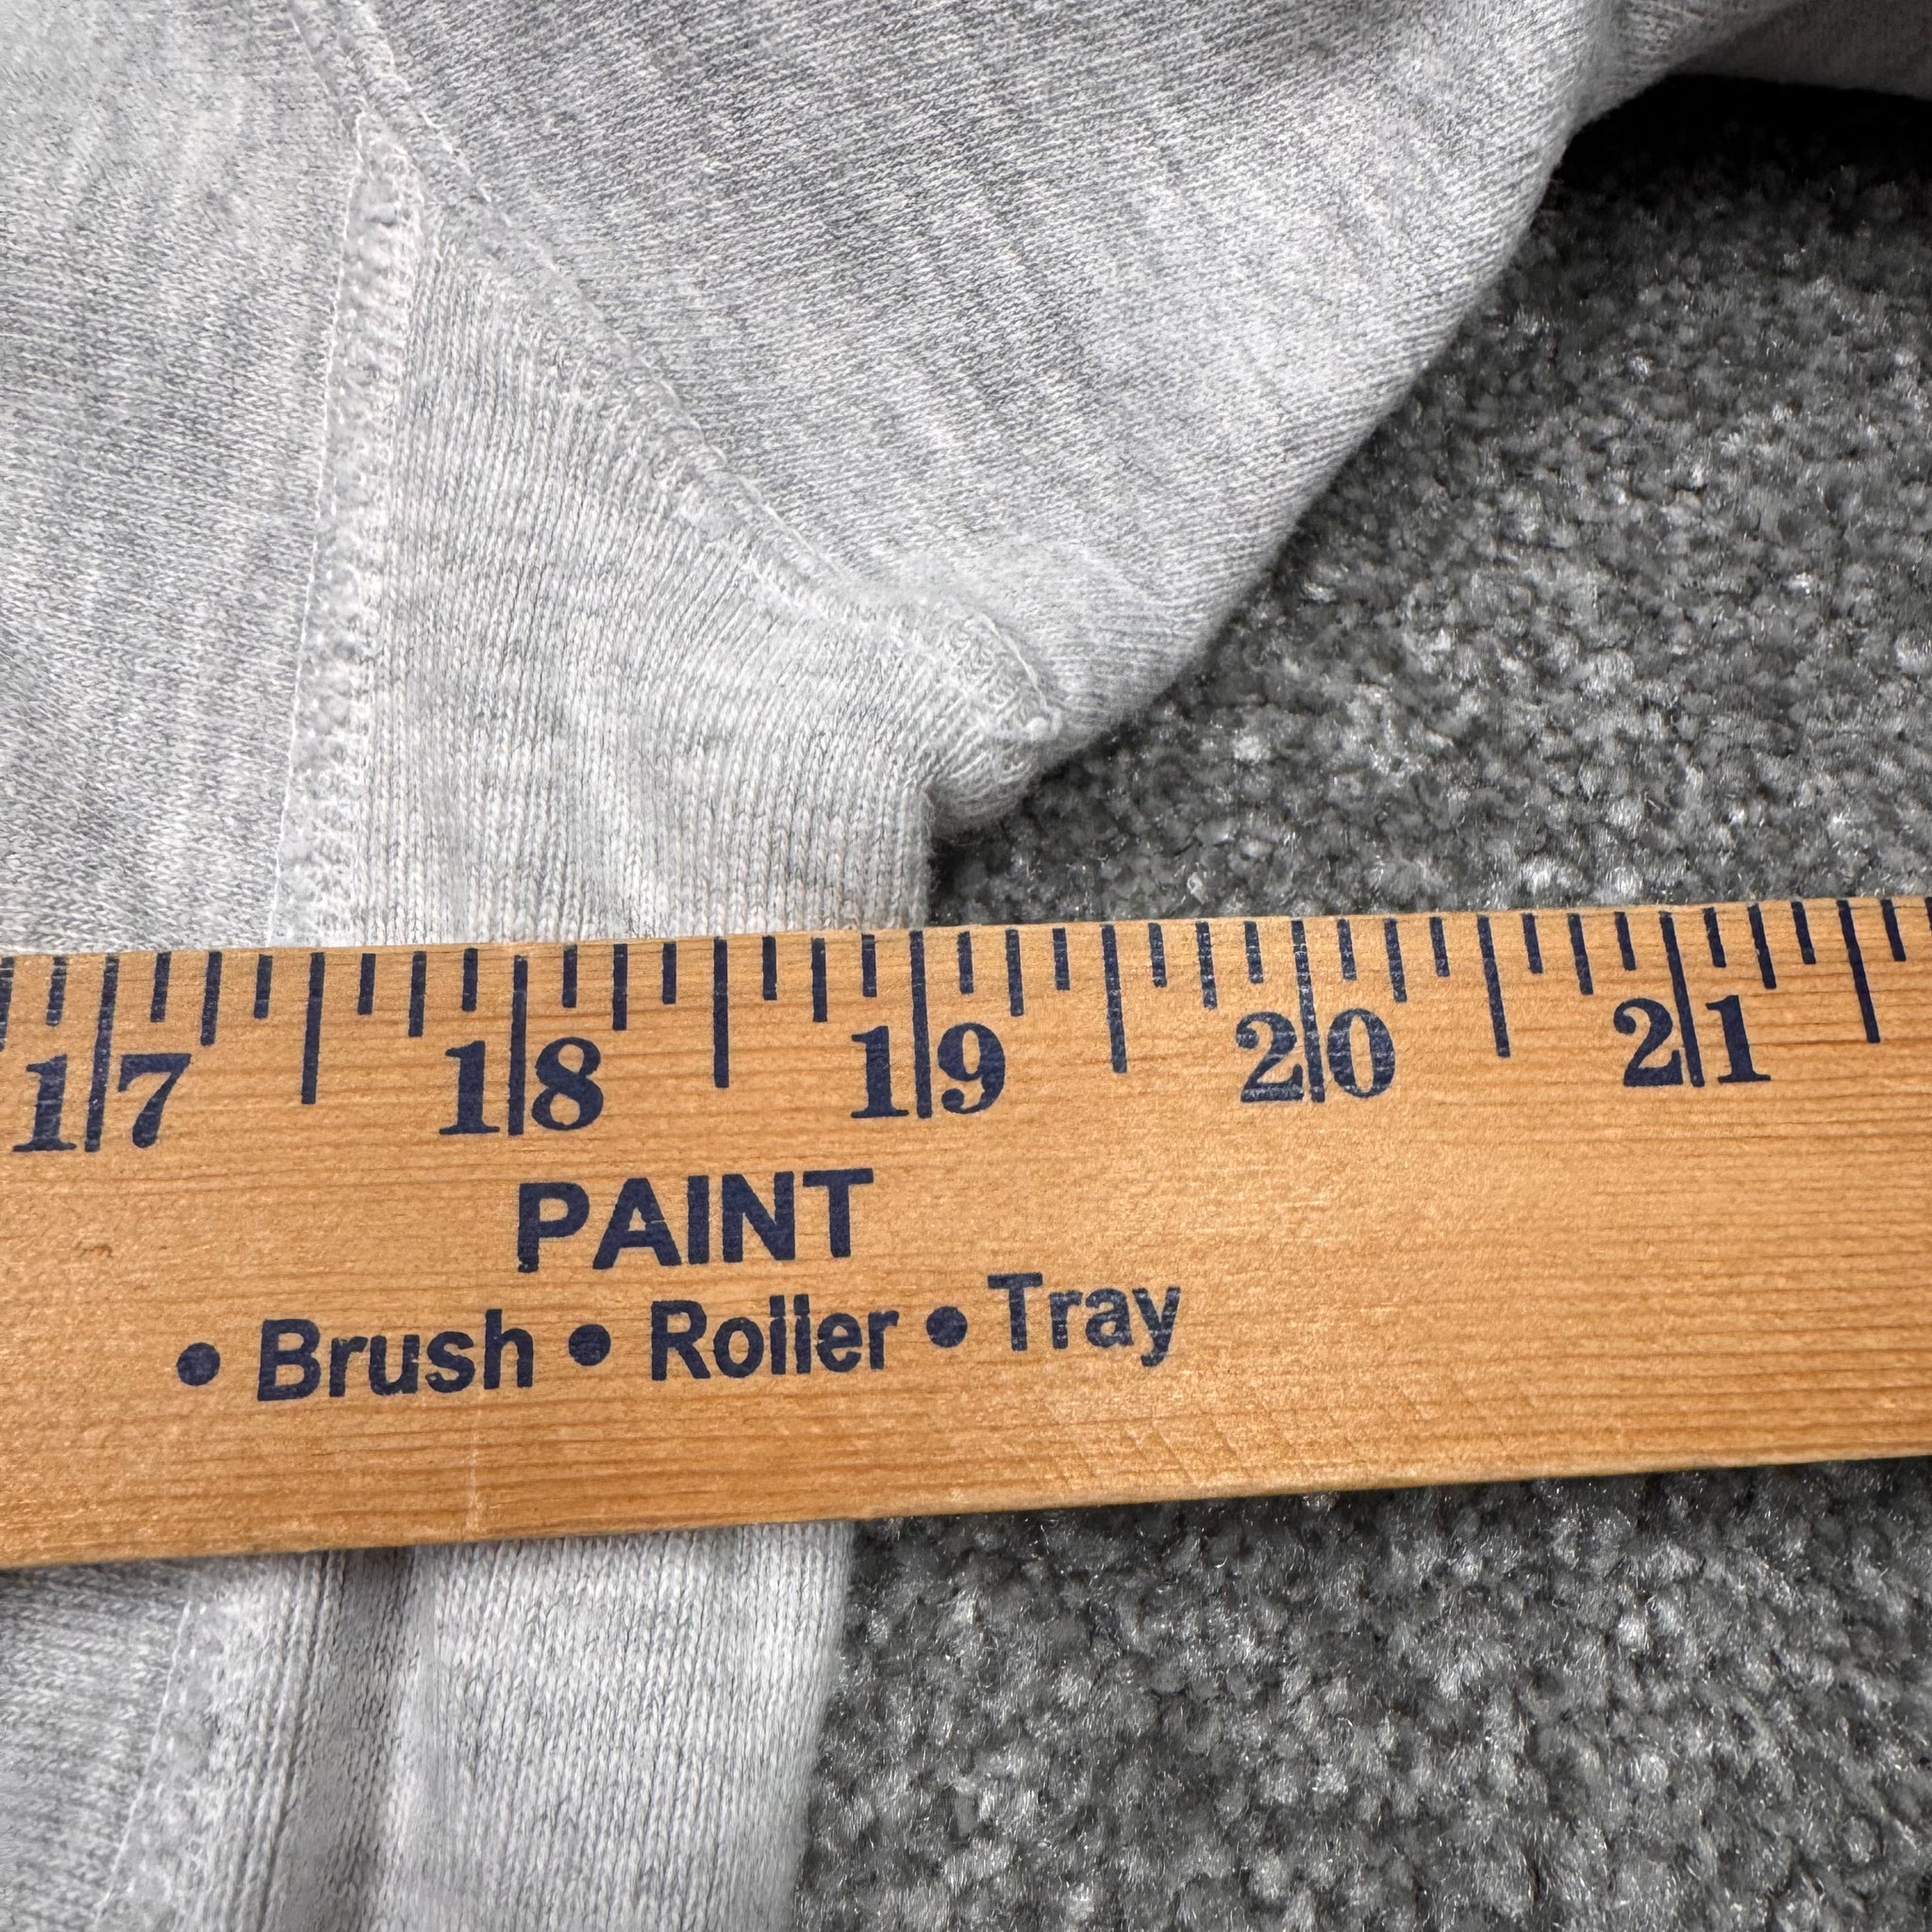 17 18 19 20 21
PAINT
• Brush • Roller • Tray